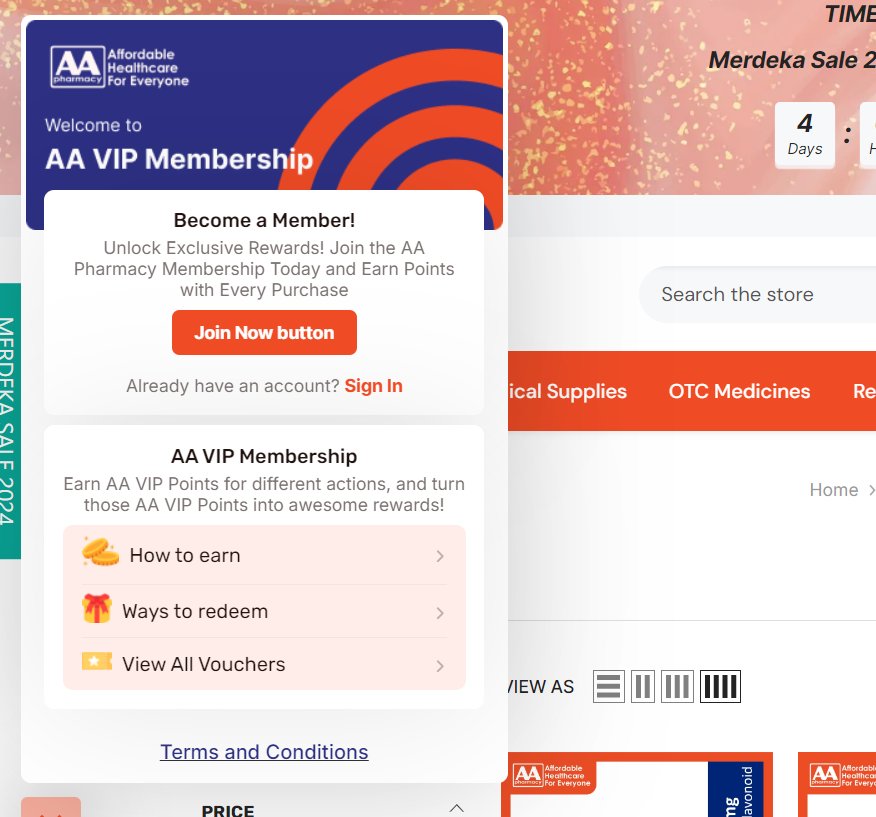 TIME
Merdeka Sale 2
4
Days
:
AA
pharmacy
Affordable
Healthcare
For Everyone
Welcome to
AA VIP Membership
Become a Member!
Unlock Exclusive Rewards! Join the AA
Pharmacy Membership Today and Earn Points
with Every Purchase
Join Now button
Already have an account? Sign In
AA VIP Membership
Earn AA VIP Points for different actions, and turn
those AA VIP Points into awesome rewards!
How to earn
Ways to redeem
View All Vouchers
Terms and Conditions
MERDEKA SALE 2024
Search the store
ical Supplies
OTC Medicines
Re
Home
VIEW AS
PRICE
AA
pharmacy
Affordable
Healthcare
For Everyone
mg
avonoid
AA
pharmacy
Affordable
Healthcar
For Everyo